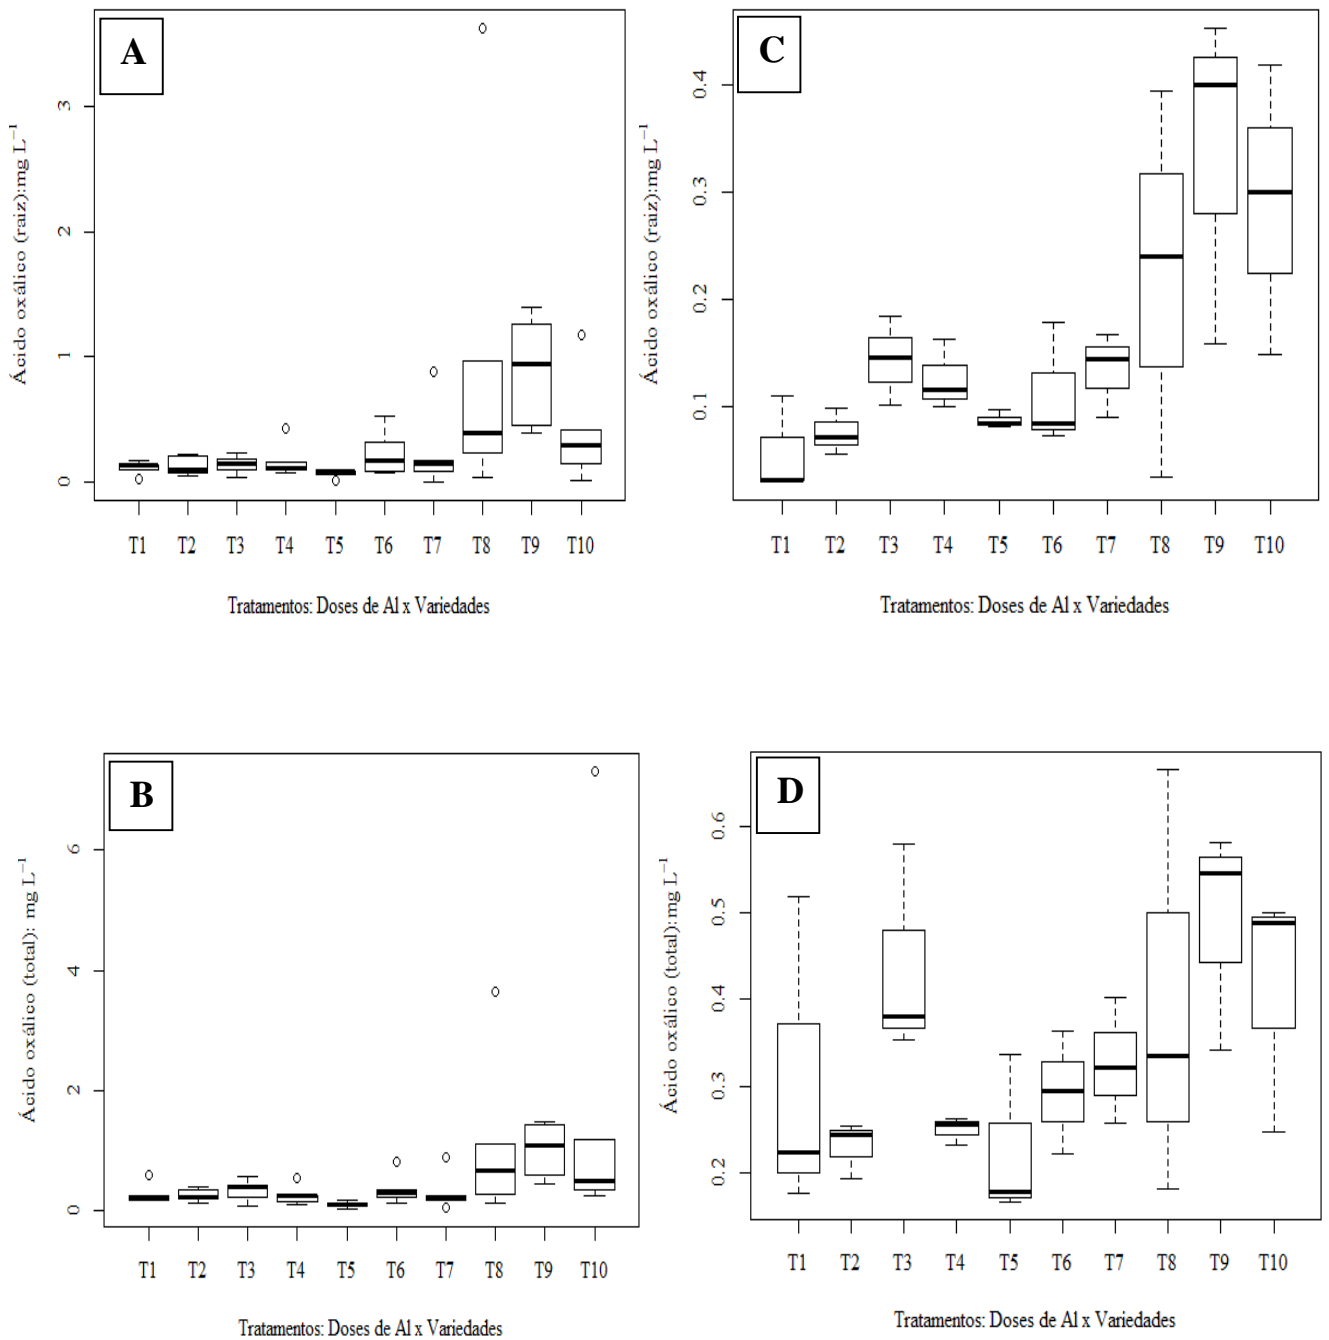 A
Ácido oxálico (raiz):mg L⁻¹
3
2
1
0
T1 T2 T3 T4 T5 T6 T7 T8 T9 T10
Tratamentos: Doses de Al x Variedades
C
Ácido oxálico (raiz):mg L⁻¹
0.4
0.3
0.2
0.1
T1 T2 T3 T4 T5 T6 T7 T8 T9 T10
Tratamentos: Doses de Al x Variedades
B
Ácido oxálico (total): mg L⁻¹
6
4
2
0
T1 T2 T3 T4 T5 T6 T7 T8 T9 T10
Tratamentos: Doses de Al x Variedades
D
Ácido oxálico (total):mg L⁻¹
0.6
0.5
0.4
0.3
0.2
T1 T2 T3 T4 T5 T6 T7 T8 T9 T10
Tratamentos: Doses de Al x Variedades